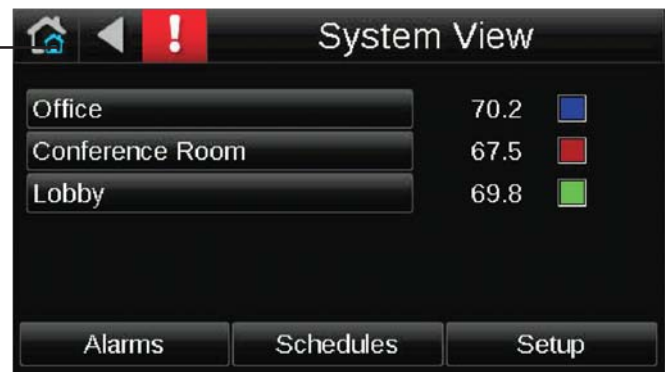 System View
Office 70.2
Conference Room 67.5
Lobby 69.8
Alarms Schedules Setup